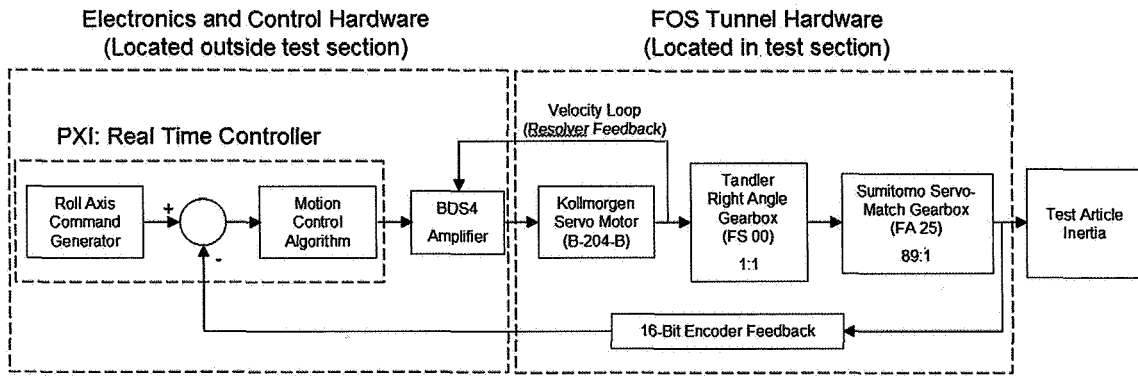 Electronics and Control Hardware
(Located outside test section)
FOS Tunnel Hardware
(Located in test section)
PXI: Real Time Controller
Velocity Loop
(Resolver Feedback)
Roll Axis
Command
Generator
+
-
Motion
Control
Algorithm
BDS4
Amplifier
Kollmorgen
Servo Motor
(B-204-B)
Tandler
Right Angle
Gearbox
(FS 00)
1:1
Sumitomo Servo-
Match Gearbox
(FA 25)
89:1
Test Article
Inertia
16-Bit Encoder Feedback